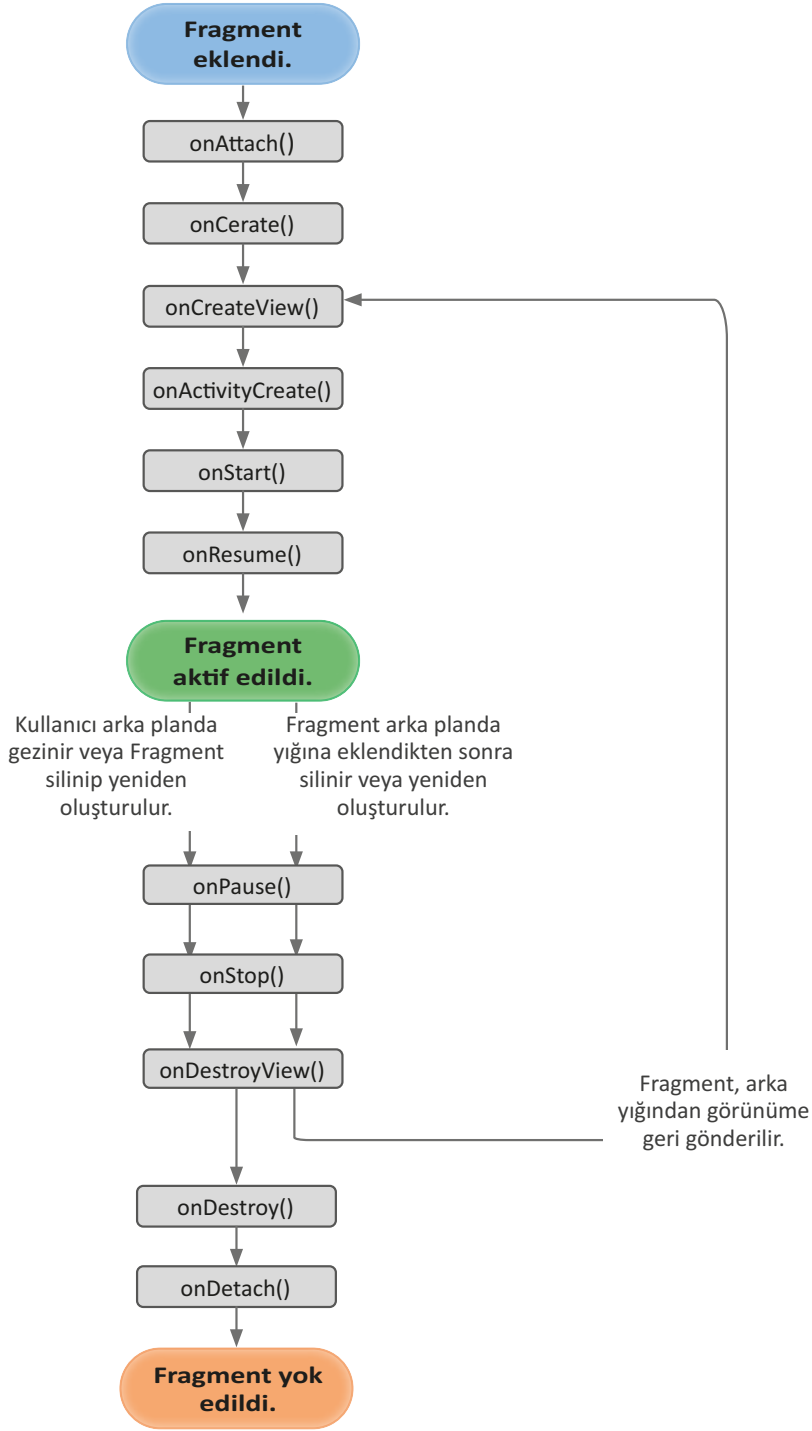 Fragment
eklendi.
onAttach()
onCerate()
onCreateView()
onActivityCreate()
onStart()
onResume()
Fragment
aktif edildi.
Kullanıcı arka planda
gezinir veya Fragment
silinip yeniden
oluşturulur.
Fragment arka planda
yığına eklendikten sonra
silinir veya yeniden
oluşturulur.
onPause()
onStop()
onDestroyView()
Fragment, arka
yığından görünüme
geri gönderilir.
onDestroy()
onDetach()
Fragment yok
edildi.